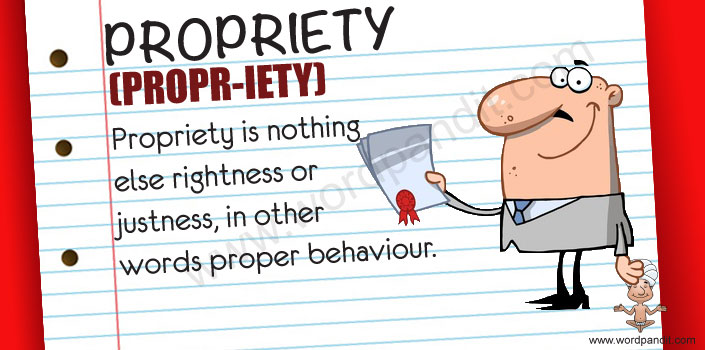 PROPRIETY
(PROPR-IETY)
Propriety is nothing
else rightness or
justness, in other
words proper behaviour.
www.wordpandit.com
www.wordpandit.com